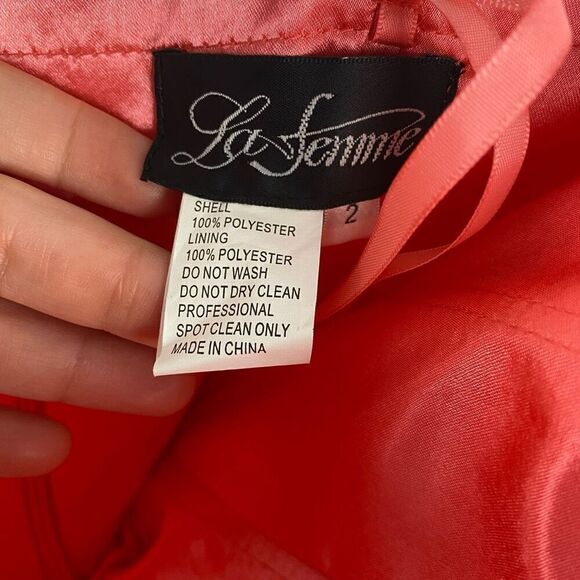 La Femme
2
SHELL
100% POLYESTER
LINING
100% POLYESTER
DO NOT WASH
DO NOT DRY CLEAN
PROFESSIONAL
SPOT CLEAN ONLY
MADE IN CHINA